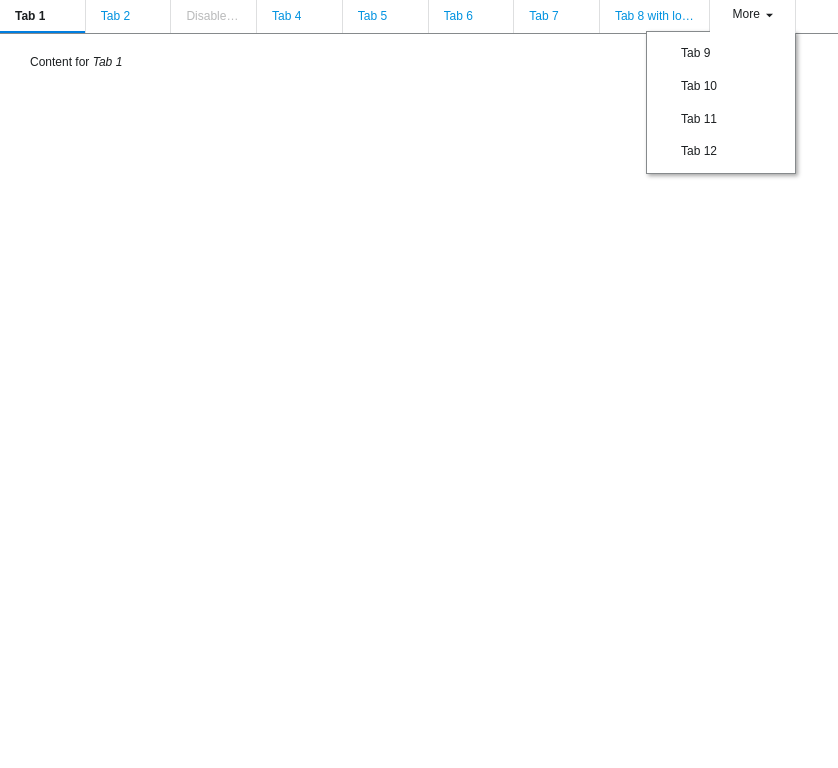 Tab 1 Tab 2 Disable… Tab 4 Tab 5 Tab 6 Tab 7 Tab 8 with lo… More
Content for Tab 1
Tab 9
Tab 10
Tab 11
Tab 12